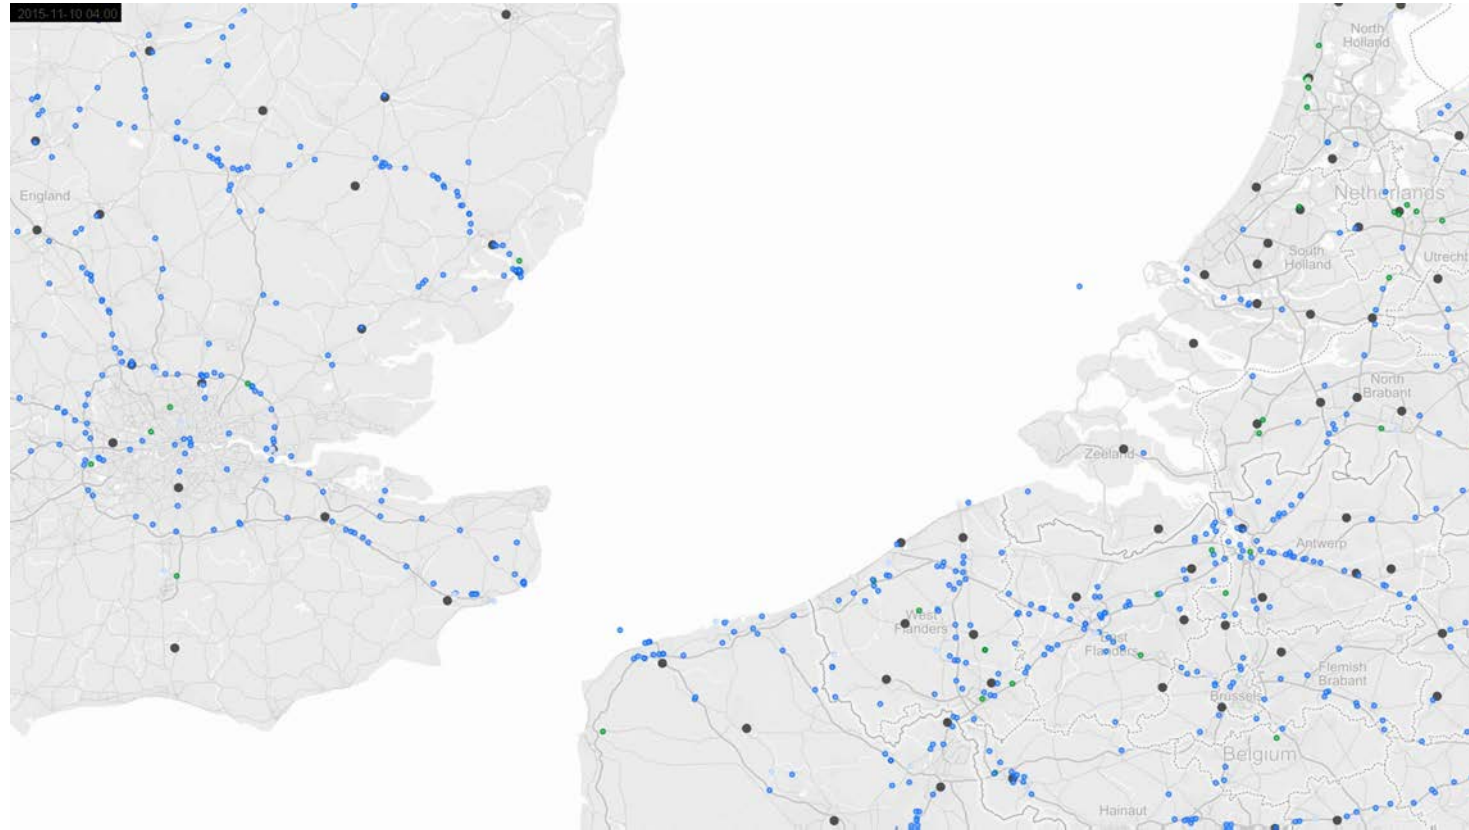 2015-11-10 04:00
North
Holland
England
Netherlands
South
Holland
Utrecht
North
Brabant
Zeeland
Antwerp
West
Flanders
East
Flanders
Flemish
Brabant
Brussels
Belgium
Hainaut